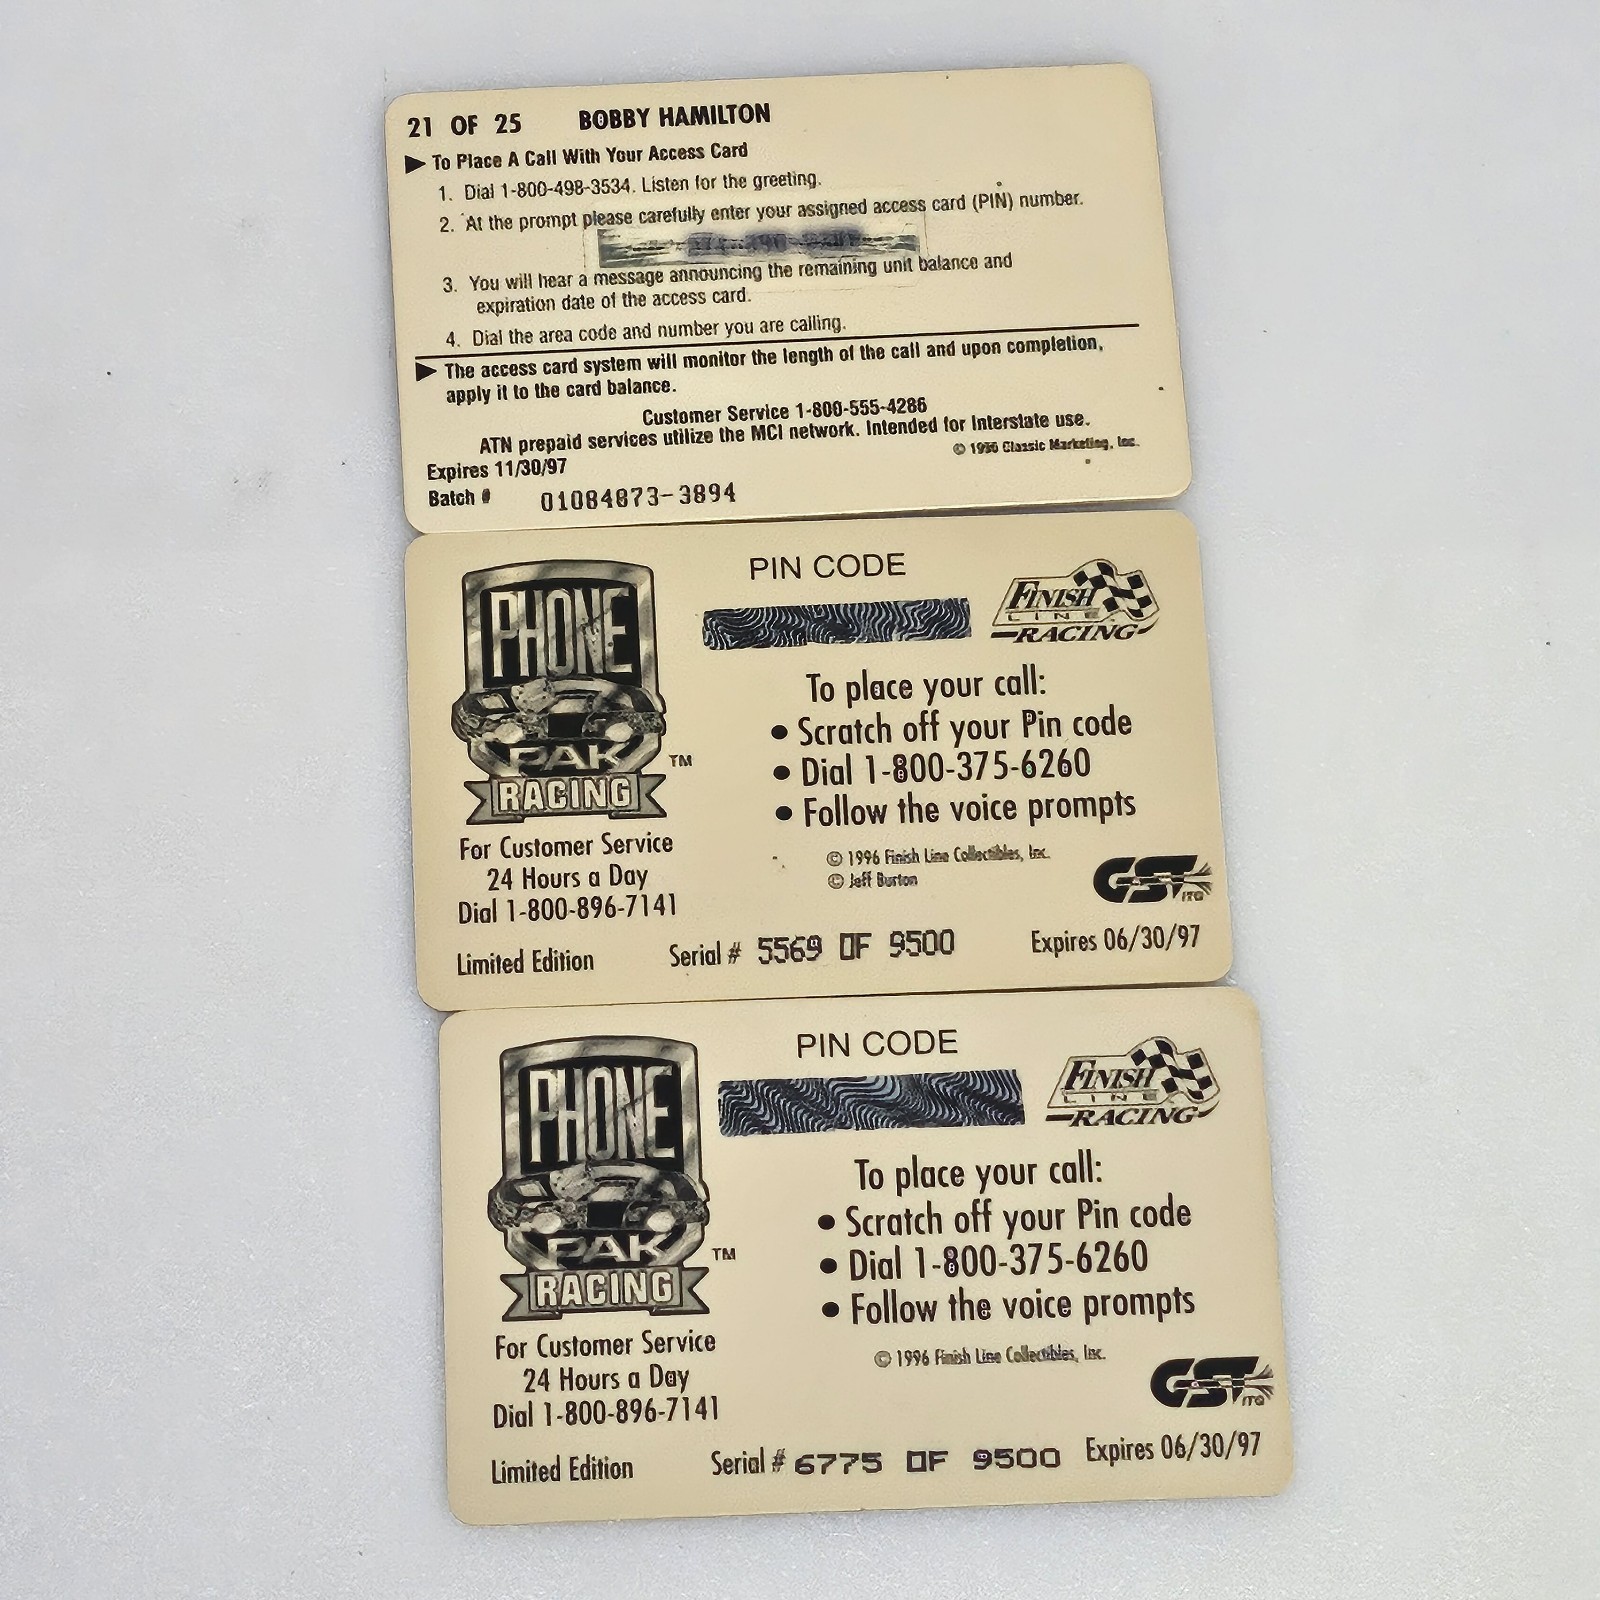 21 OF 25 BOBBY HAMILTON
▶ To Place A Call With Your Access Card
1. Dial 1-800-498-3534. Listen for the greeting.
2. At the prompt please carefully enter your assigned access card (PIN) number.
3. You will hear a message announcing the remaining unit balance and
expiration date of the access card.
4. Dial the area code and number you are calling.
▶ The access card system will monitor the length of the call and upon completion,
apply it to the card balance.
Customer Service 1-800-555-4286
ATN prepaid services utilize the MCI network. Intended for Interstate use.
© 1996 Classic Marketing, Inc.
Expires 11/30/97
Batch # 01084873-3894
PHONE
PAK
RACING
TM
For Customer Service
24 Hours a Day
Dial 1-800-896-7141
Limited Edition
PIN CODE
FINISH
LINE
RACING
To place your call:
• Scratch off your Pin code
• Dial 1-800-375-6260
• Follow the voice prompts
© 1996 Finish Line Collectibles, Inc.
© Jeff Burton
GST
ITG
Serial # 5569 OF 9500
Expires 06/30/97
PHONE
PAK
RACING
TM
For Customer Service
24 Hours a Day
Dial 1-800-896-7141
Limited Edition
PIN CODE
FINISH
LINE
RACING
To place your call:
• Scratch off your Pin code
• Dial 1-800-375-6260
• Follow the voice prompts
© 1996 Finish Line Collectibles, Inc.
GST
ITG
Serial # 6775 OF 9500
Expires 06/30/97